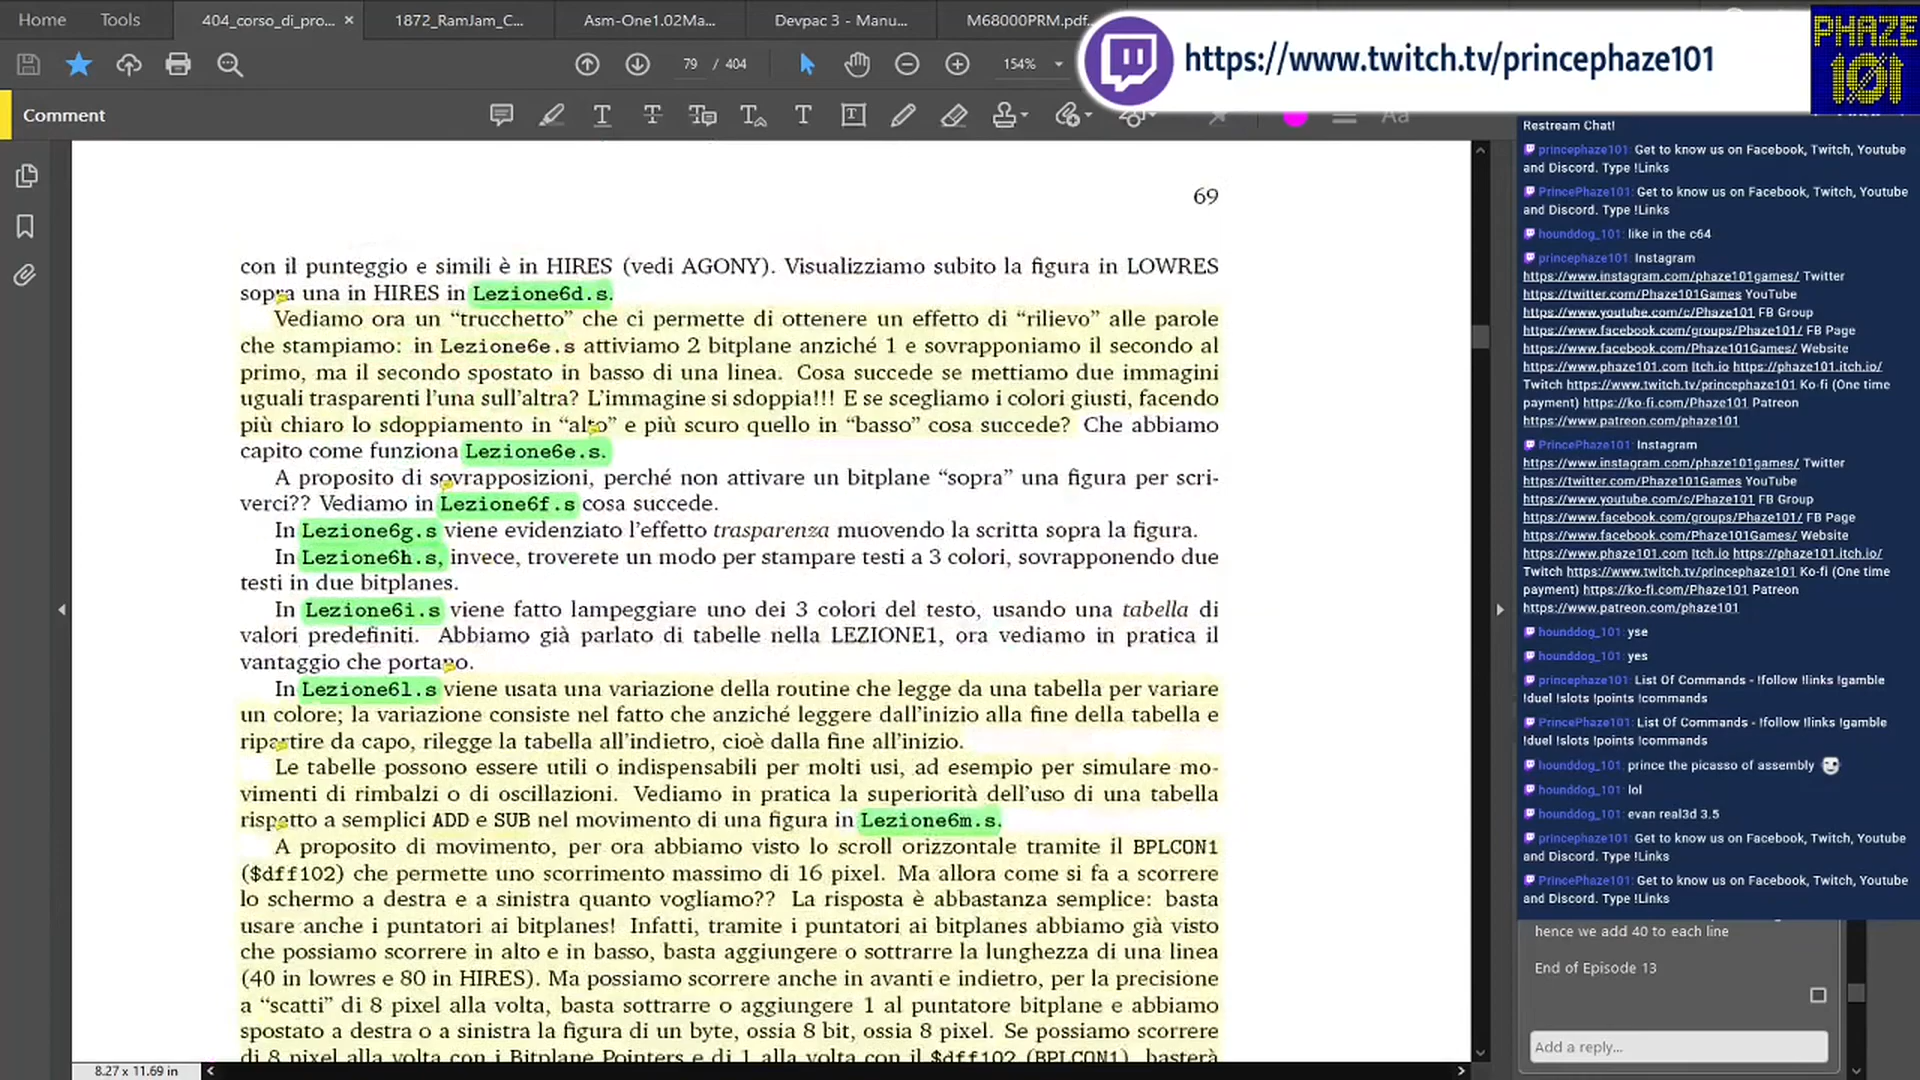 Home
Tools
404_corso_di_pro...
1872_RamJam_C...
Asm-One1.02Ma...
Devpac 3 - Manu...
M68000PRM.pdf
https://www.twitch.tv/princephaze101
PHAZE
101
79 / 404
154%
Comment
69
con il punteggio e simili è in HIRES (vedi AGONY). Visualizziamo subito la figura in LOWRES
sopra una in HIRES in Lezione6d.s.
Vediamo ora un “trucchetto” che ci permette di ottenere un effetto di “rilievo” alle parole
che stampiamo: in Lezione6e.s attiviamo 2 bitplane anziché 1 e sovrapponiamo il secondo al
primo, ma il secondo spostato in basso di una linea. Cosa succede se mettiamo due immagini
uguali trasparenti l’una sull’altra? L’immagine si sdoppia!!! E se scegliamo i colori giusti, facendo
più chiaro lo sdoppiamento in “alto” e più scuro quello in “basso” cosa succede? Che abbiamo
capito come funziona Lezione6e.s.
A proposito di sovrapposizioni, perché non attivare un bitplane “sopra” una figura per scri-
verci?? Vediamo in Lezione6f.s cosa succede.
In Lezione6g.s viene evidenziato l’effetto trasparenza muovendo la scritta sopra la figura.
In Lezione6h.s, invece, troverete un modo per stampare testi a 3 colori, sovrapponendo due
testi in due bitplanes.
In Lezione6i.s viene fatto lampeggiare uno dei 3 colori del testo, usando una tabella di
valori predefiniti. Abbiamo già parlato di tabelle nella LEZIONE1, ora vediamo in pratica il
vantaggio che portano.
In Lezione6l.s viene usata una variazione della routine che legge da una tabella per variare
un colore; la variazione consiste nel fatto che anziché leggere dall’inizio alla fine della tabella e
ripartire da capo, rilegge la tabella all’indietro, cioè dalla fine all’inizio.
Le tabelle possono essere utili o indispensabili per molti usi, ad esempio per simulare mo-
vimenti di rimbalzi o di oscillazioni. Vediamo in pratica la superiorità dell’uso di una tabella
rispetto a semplici ADD e SUB nel movimento di una figura in Lezione6m.s.
A proposito di movimento, per ora abbiamo visto lo scroll orizzontale tramite il BPLCON1
($dff102) che permette uno scorrimento massimo di 16 pixel. Ma allora come si fa a scorrere
lo schermo a destra e a sinistra quanto vogliamo?? La risposta è abbastanza semplice: basta
usare anche i puntatori ai bitplanes! Infatti, tramite i puntatori ai bitplanes abbiamo già visto
che possiamo scorrere in alto e in basso, basta aggiungere o sottrarre la lunghezza di una linea
(40 in lowres e 80 in HIRES). Ma possiamo scorrere anche in avanti e indietro, per la precisione
a “scatti” di 8 pixel alla volta, basta sottrarre o aggiungere 1 al puntatore bitplane e abbiamo
spostato a destra o a sinistra la figura di un byte, ossia 8 bit, ossia 8 pixel. Se possiamo scorrere
di 8 pixel alla volta con i Bitplane Pointers e di 1 alla volta con il $dff102 (BPLCON1), basterà
8.27 x 11.69 in
Restream Chat!
princephaze101: Get to know us on Facebook, Twitch, Youtube
and Discord. Type !Links
PrincePhaze101: Get to know us on Facebook, Twitch, Youtube
and Discord. Type !Links
hounddog_101: like in the c64
princephaze101: Instagram
https://www.instagram.com/phaze101games/ Twitter
https://twitter.com/Phaze101Games YouTube
https://www.youtube.com/c/Phaze101 FB Group
https://www.facebook.com/groups/Phaze101/ FB Page
https://www.facebook.com/Phaze101Games/ Website
https://www.phaze101.com Itch.io https://phaze101.itch.io/
Twitch https://www.twitch.tv/princephaze101 Ko-fi (One time
payment) https://ko-fi.com/Phaze101 Patreon
https://www.patreon.com/phaze101
PrincePhaze101: Instagram
https://www.instagram.com/phaze101games/ Twitter
https://twitter.com/Phaze101Games YouTube
https://www.youtube.com/c/Phaze101 FB Group
https://www.facebook.com/groups/Phaze101/ FB Page
https://www.facebook.com/Phaze101Games/ Website
https://www.phaze101.com Itch.io https://phaze101.itch.io/
Twitch https://www.twitch.tv/princephaze101 Ko-fi (One time
payment) https://ko-fi.com/Phaze101 Patreon
https://www.patreon.com/phaze101
hounddog_101: yse
hounddog_101: yes
princephaze101: List Of Commands - !follow !links !gamble
!duel !slots !points !commands
PrincePhaze101: List Of Commands - !follow !links !gamble
!duel !slots !points !commands
hounddog_101: prince the picasso of assembly
hounddog_101: lol
hounddog_101: evan real3d 3.5
princephaze101: Get to know us on Facebook, Twitch, Youtube
and Discord. Type !Links
PrincePhaze101: Get to know us on Facebook, Twitch, Youtube
and Discord. Type !Links
hence we add 40 to each line
End of Episode 13
Add a reply...